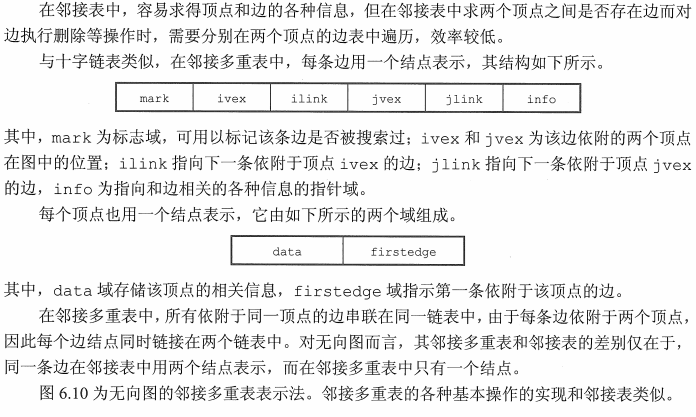 在邻接表中，容易求得顶点和边的各种信息，但在邻接表中求两个顶点之间是否存在边而对
边执行删除等操作时，需要分别在两个顶点的边表中遍历，效率较低。
与十字链表类似，在邻接多重表中，每条边用一个结点表示，其结构如下所示。
mark ivex ilink jvex jlink info
其中，mark 为标志域，可用以标记该条边是否被搜索过；ivex 和 jvex 为该边依附的两个顶点
在图中的位置；ilink 指向下一条依附于顶点 ivex 的边；jlink 指向下一条依附于顶点 jvex
的边，info 为指向和边相关的各种信息的指针域。
每个顶点也用一个结点表示，它由如下所示的两个域组成。
data firstedge
其中，data 域存储该顶点的相关信息，firstedge 域指示第一条依附于该顶点的边。
在邻接多重表中，所有依附于同一顶点的边串联在同一链表中，由于每条边依附于两个顶点，
因此每个边结点同时链接在两个链表中。对无向图而言，其邻接多重表和邻接表的差别仅在于，
同一条边在邻接表中用两个结点表示，而在邻接多重表中只有一个结点。
图 6.10 为无向图的邻接多重表表示法。邻接多重表的各种基本操作的实现和邻接表类似。